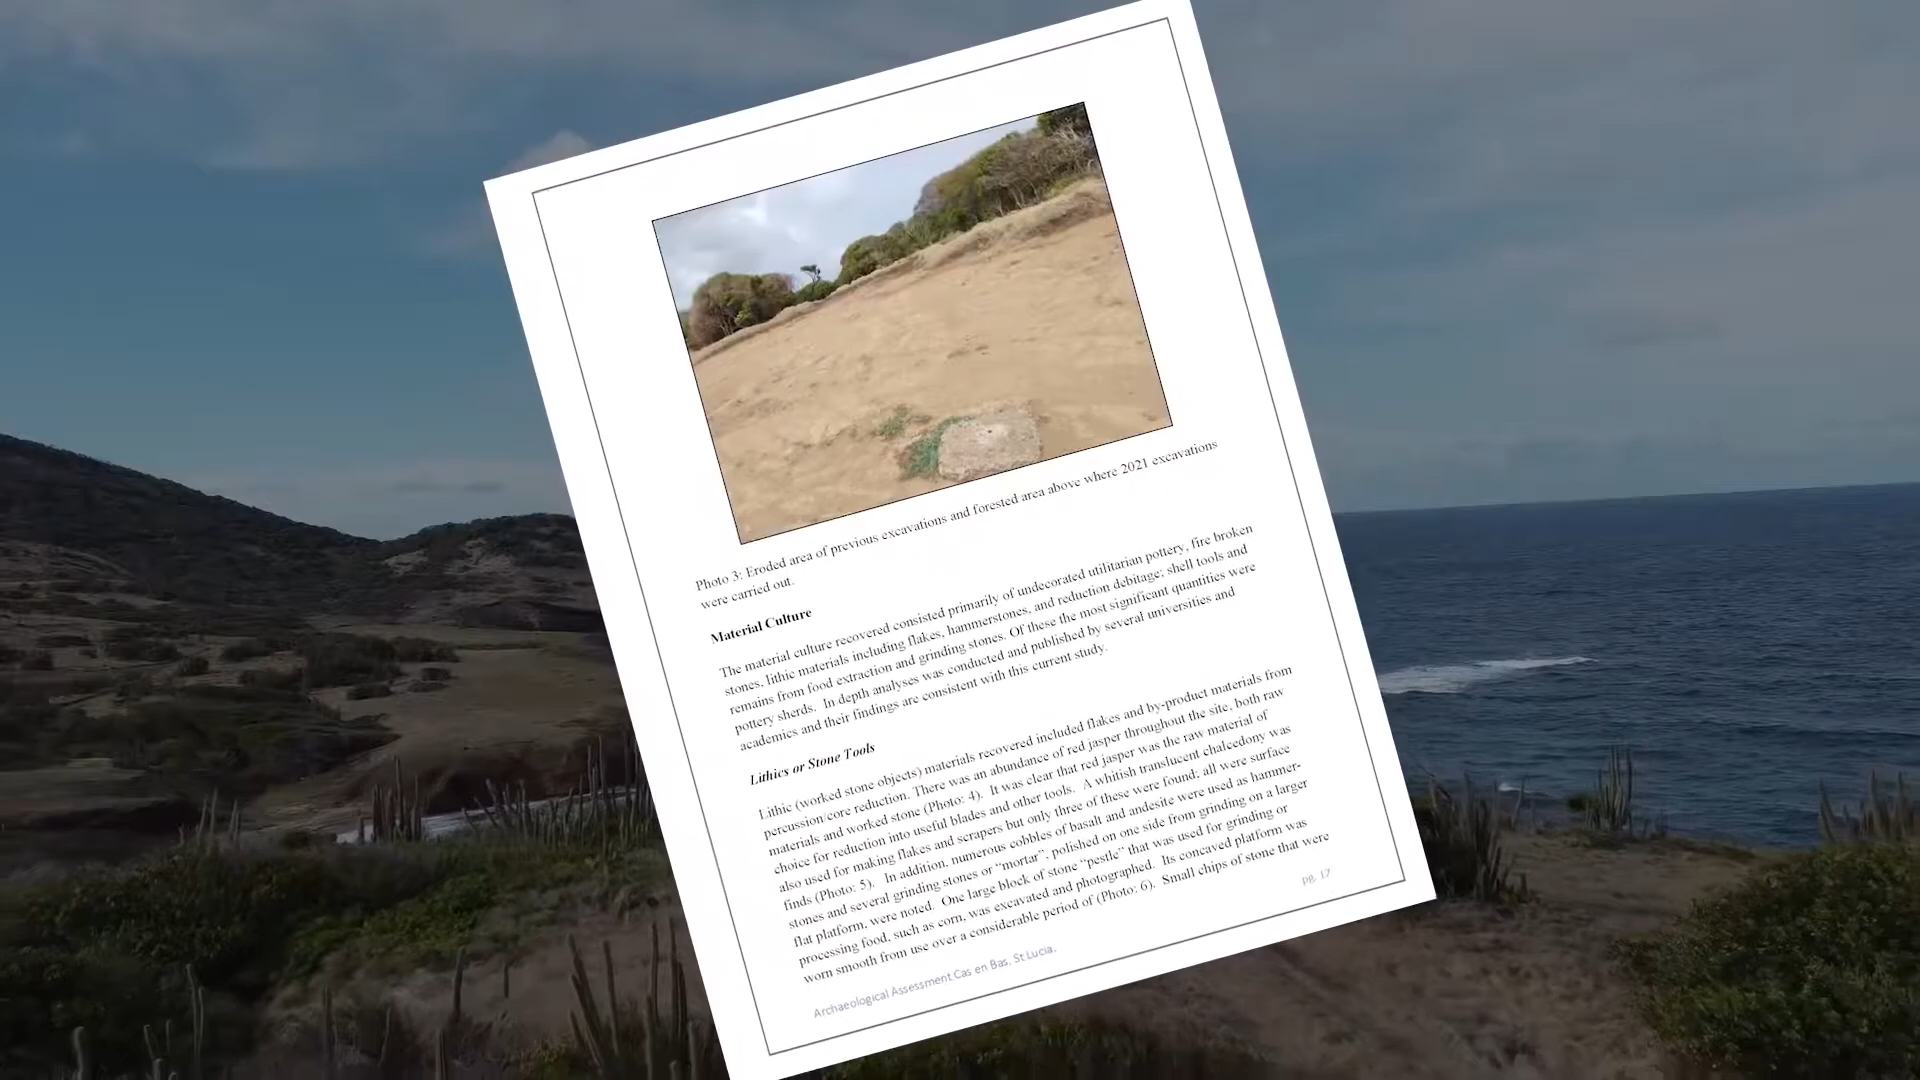 Photo 3: Eroded area of previous excavations and forested area above where 2021 excavations
were carried out.
Material Culture
The material culture recovered consisted primarily of undecorated utilitarian pottery, fire broken
stones, lithic materials including flakes, hammerstones, and reduction debitage; shell tools and
remains from food extraction and grinding stones. Of these the most significant quantities were
pottery sherds. In depth analyses was conducted and published by several universities and
academics and their findings are consistent with this current study.
Lithics or Stone Tools
Lithic (worked stone objects) materials recovered included flakes and by-product materials from
percussion/core reduction. There was an abundance of red jasper throughout the site, both raw
materials and worked stone (Photo: 4). It was clear that red jasper was the raw material of
choice for reduction into useful blades and other tools. A whitish translucent chalcedony was
also used for making flakes and scrapers but only three of these were found; all were surface
finds (Photo: 5). In addition, numerous cobbles of basalt and andesite were used as hammer-
stones and several grinding stones or "mortar", polished on one side from grinding on a larger
flat platform, were noted. One large block of stone "pestle" that was used for grinding or
processing food, such as corn, was excavated and photographed. Its concaved platform was
worn smooth from use over a considerable period of (Photo: 6). Small chips of stone that were
pg. 17
Archaeological Assessment Cas en Bas, St Lucia.